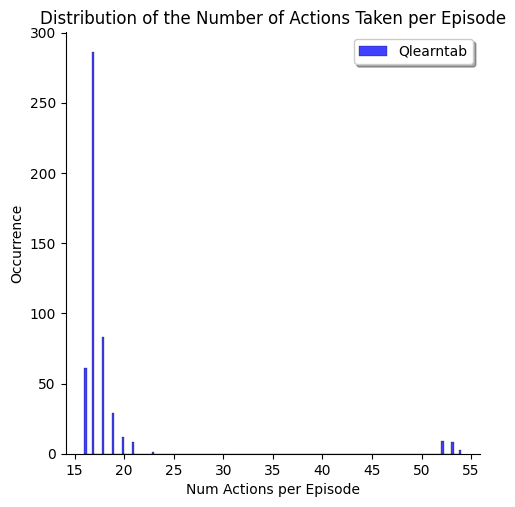 Distribution of the Number of Actions Taken per Episode
Qlearntab
300
250
200
150
100
50
0
Occurrence
15 20 25 30 35 40 45 50 55
Num Actions per Episode